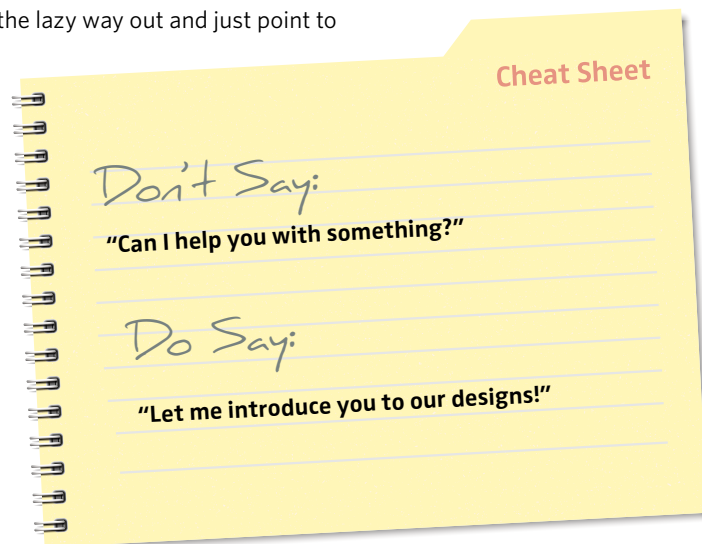 the lazy way out and just point to
Cheat Sheet
Don't Say:
"Can I help you with something?"
Do Say:
"Let me introduce you to our designs!"